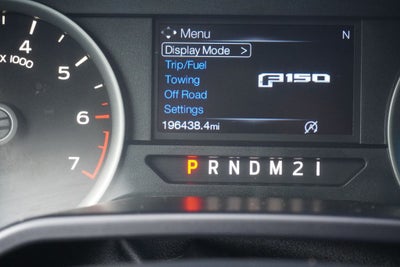 Menu N
Display Mode >
Trip/Fuel
Towing
F150
Off Road
Settings
196438.4mi
4
x 1000
5
6
7
P R N D M 2 1